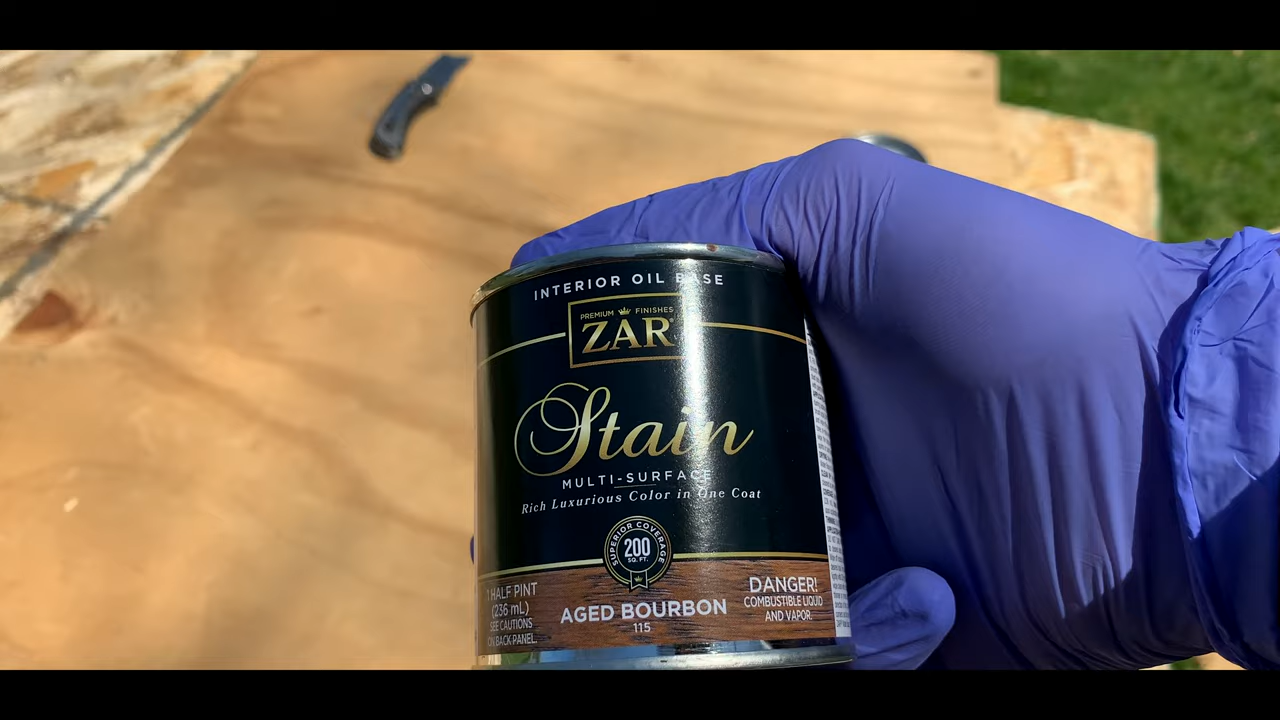 INTERIOR OIL BASE
PREMIUM FINISHES
ZAR
Stain
MULTI-SURFACE
Rich Luxurious Color in One Coat
SUPERIOR COVERAGE
200
SQ. FT.
1 HALF PINT
(236 mL)
SEE CAUTIONS
ON BACK PANEL.
AGED BOURBON
115
DANGER!
COMBUSTIBLE LIQUID
AND VAPOR.